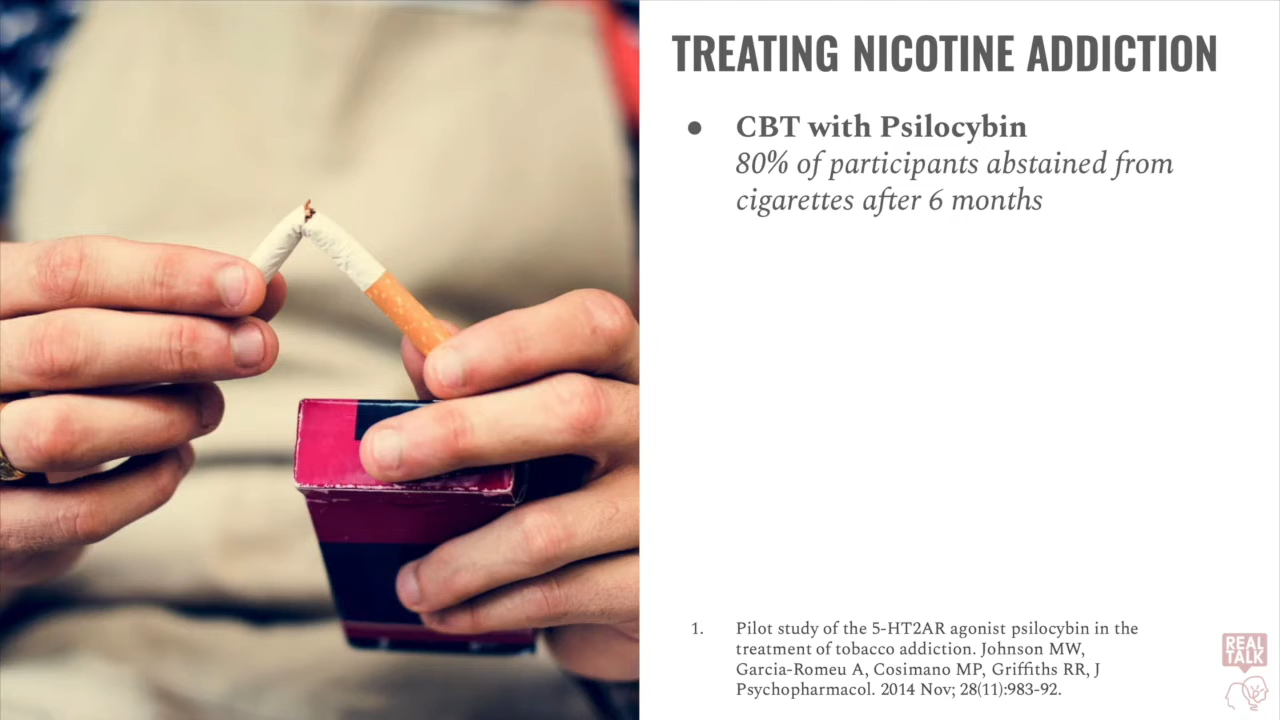 TREATING NICOTINE ADDICTION
● CBT with Psilocybin
80% of participants abstained from
cigarettes after 6 months
1. Pilot study of the 5-HT2AR agonist psilocybin in the
treatment of tobacco addiction. Johnson MW,
Garcia-Romeu A, Cosimano MP, Griffiths RR, J
Psychopharmacol. 2014 Nov; 28(11):983-92.
REAL
TALK